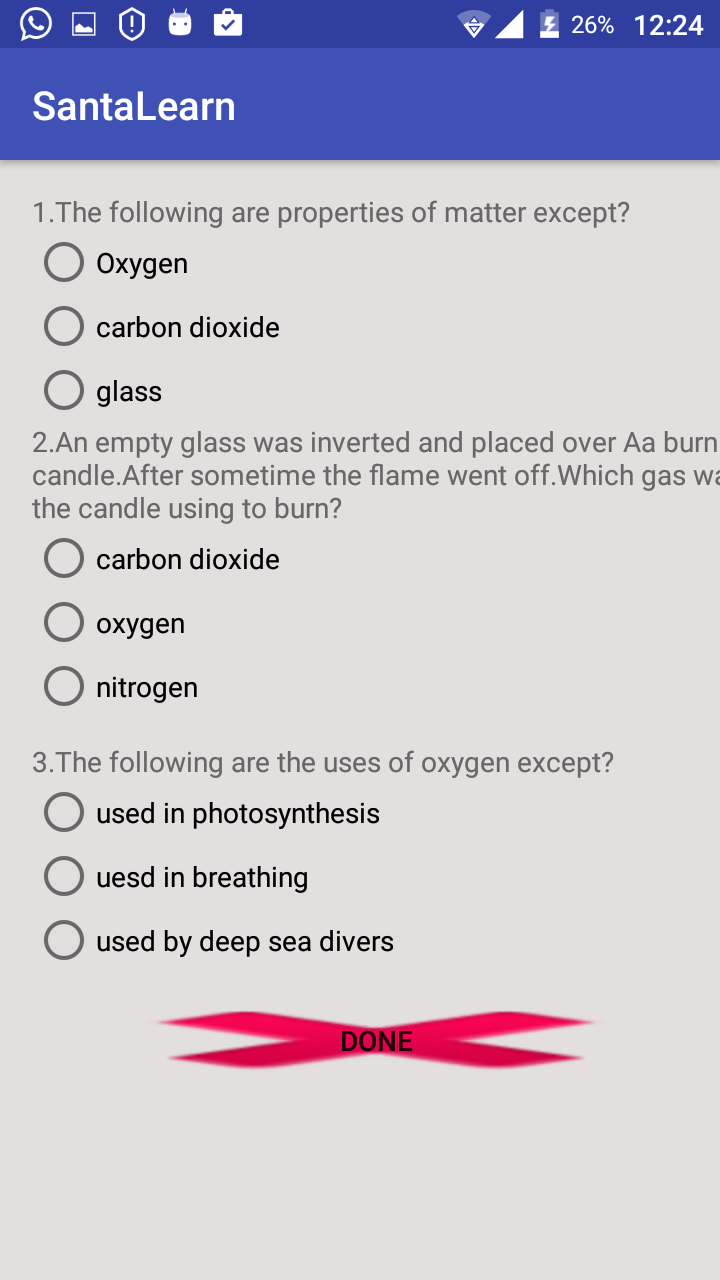 26% 12:24
SantaLearn
1.The following are properties of matter except?
Oxygen
carbon dioxide
glass
2.An empty glass was inverted and placed over Aa burn
candle.After sometime the flame went off.Which gas wa
the candle using to burn?
carbon dioxide
oxygen
nitrogen
3.The following are the uses of oxygen except?
used in photosynthesis
uesd in breathing
used by deep sea divers
DONE